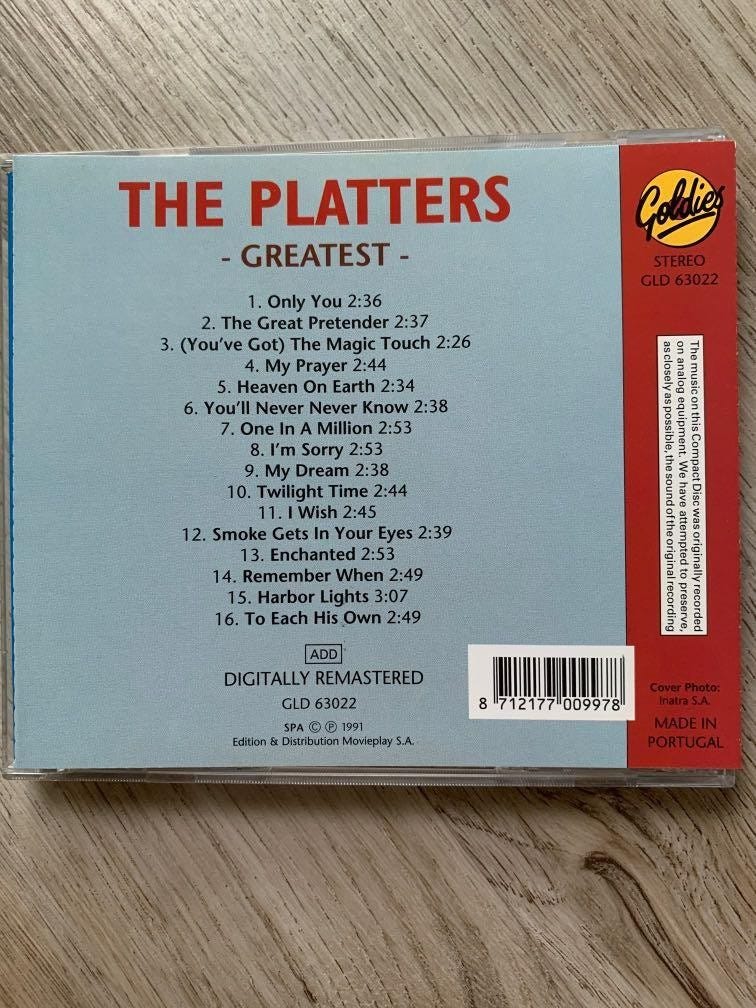 THE PLATTERS
- GREATEST -
1. Only You 2:36
2. The Great Pretender 2:37
3. (You've Got) The Magic Touch 2:26
4. My Prayer 2:44
5. Heaven On Earth 2:34
6. You'll Never Never Know 2:38
7. One In A Million 2:53
8. I'm Sorry 2:53
9. My Dream 2:38
10. Twilight Time 2:44
11. I Wish 2:45
12. Smoke Gets In Your Eyes 2:39
13. Enchanted 2:53
14. Remember When 2:49
15. Harbor Lights 3:07
16. To Each His Own 2:49
ADD
DIGITALLY REMASTERED
GLD 63022
SPA © ℗ 1991
Edition & Distribution Movieplay S.A.
8 712177 009978
Goldies
STEREO
GLD 63022
The music on this Compact Disc was originally recorded
on analog equipment. We have attempted to preserve,
as closely as possible, the sound of the original recording
Cover Photo:
Inatra S.A.
MADE IN
PORTUGAL